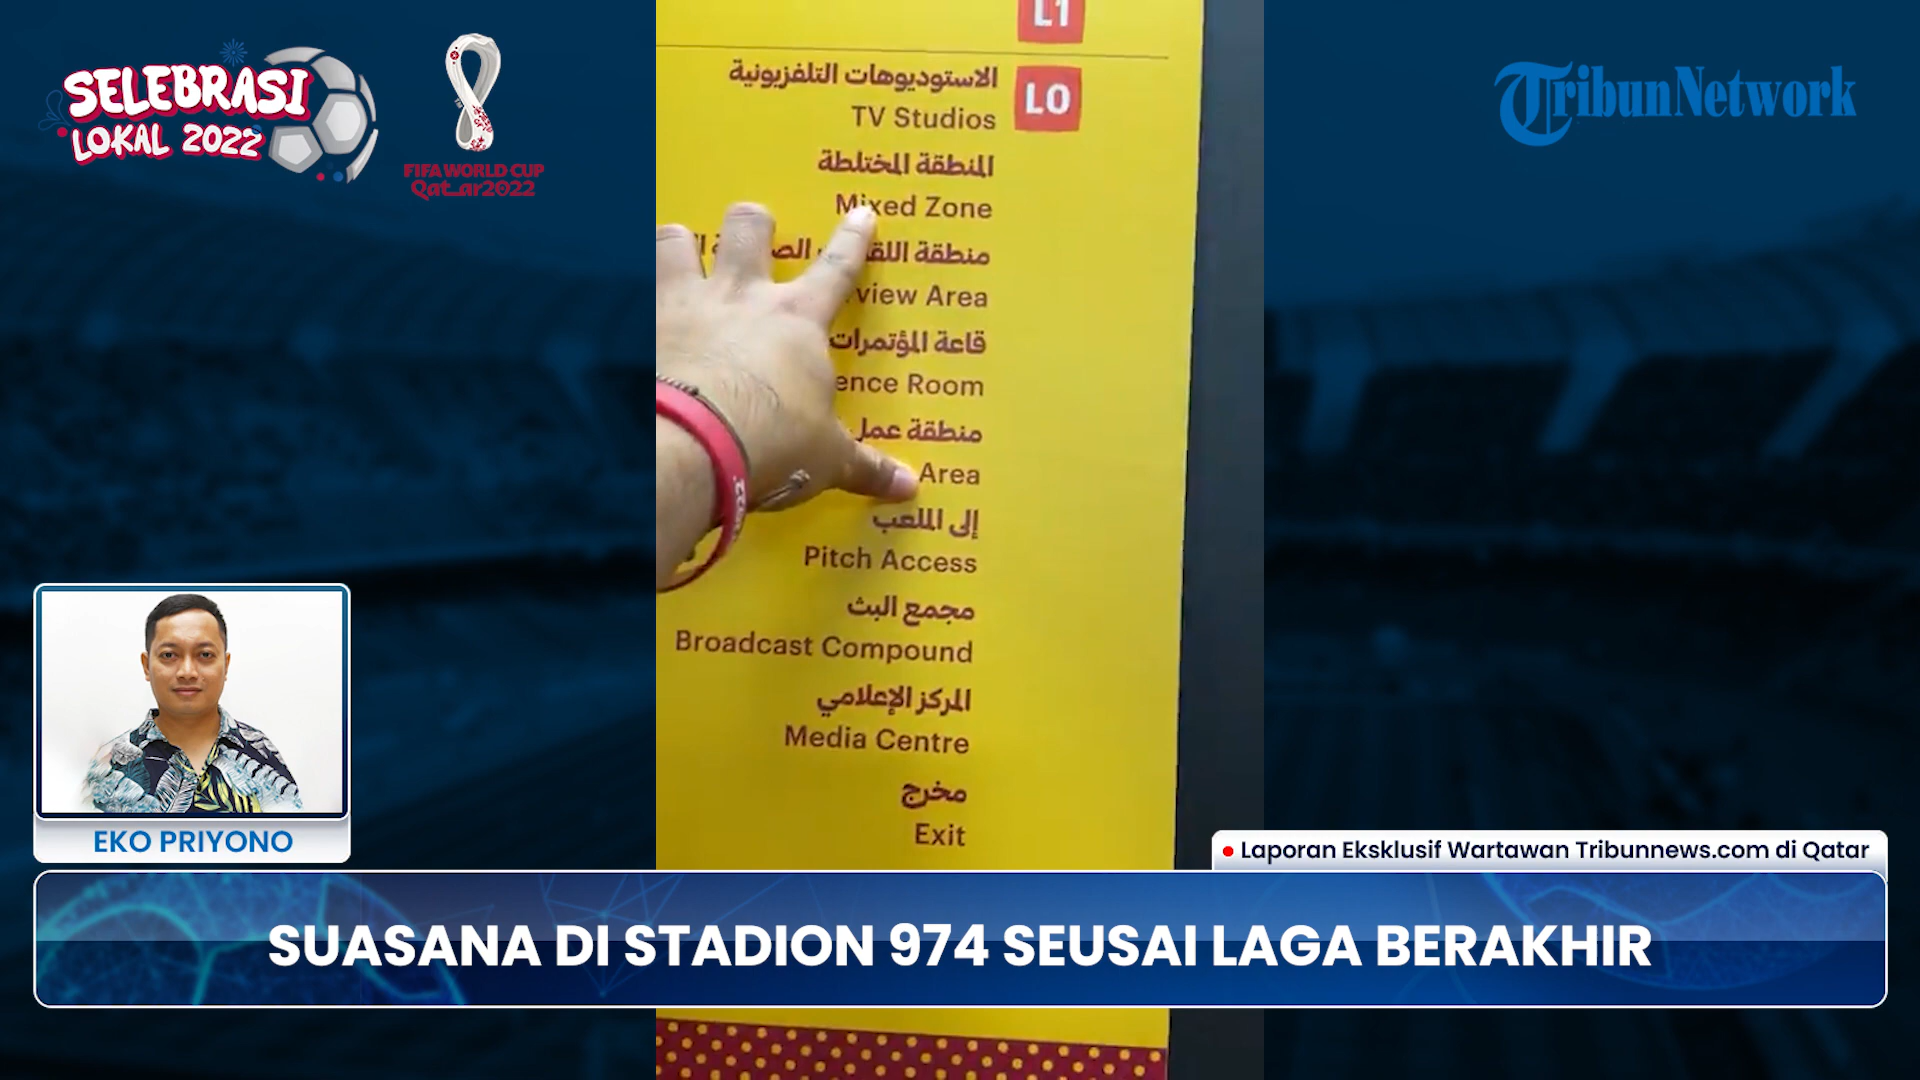 SELEBRASI
LOKAL 2022
FIFA WORLD CUP
Qatar2022
TribunNetwork
L1
L0
الاستوديوهات التلفزيونية
TV Studios
المنطقة المختلطة
Mixed Zone
منطقة
view Area
قاعة المؤتمرات
ence Room
منطقة عمل
Area
إلى الملعب
Pitch Access
مجمع البث
Broadcast Compound
المركز الإعلامي
Media Centre
مخرج
Exit
EKO PRIYONO
Laporan Eksklusif Wartawan Tribunnews.com di Qatar
SUASANA DI STADION 974 SEUSAI LAGA BERAKHIR